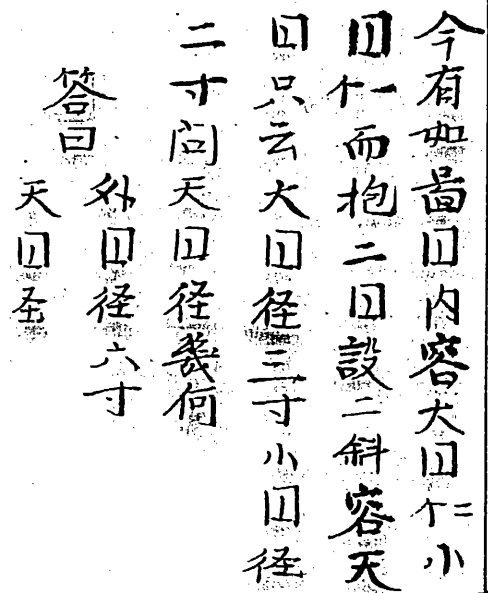 今有如啚円内容大円个二小
円个一而抱二円設二斜容天
円只云大円径三寸小円径
二寸問天円径幾何
答曰
外円径六寸
天円圣